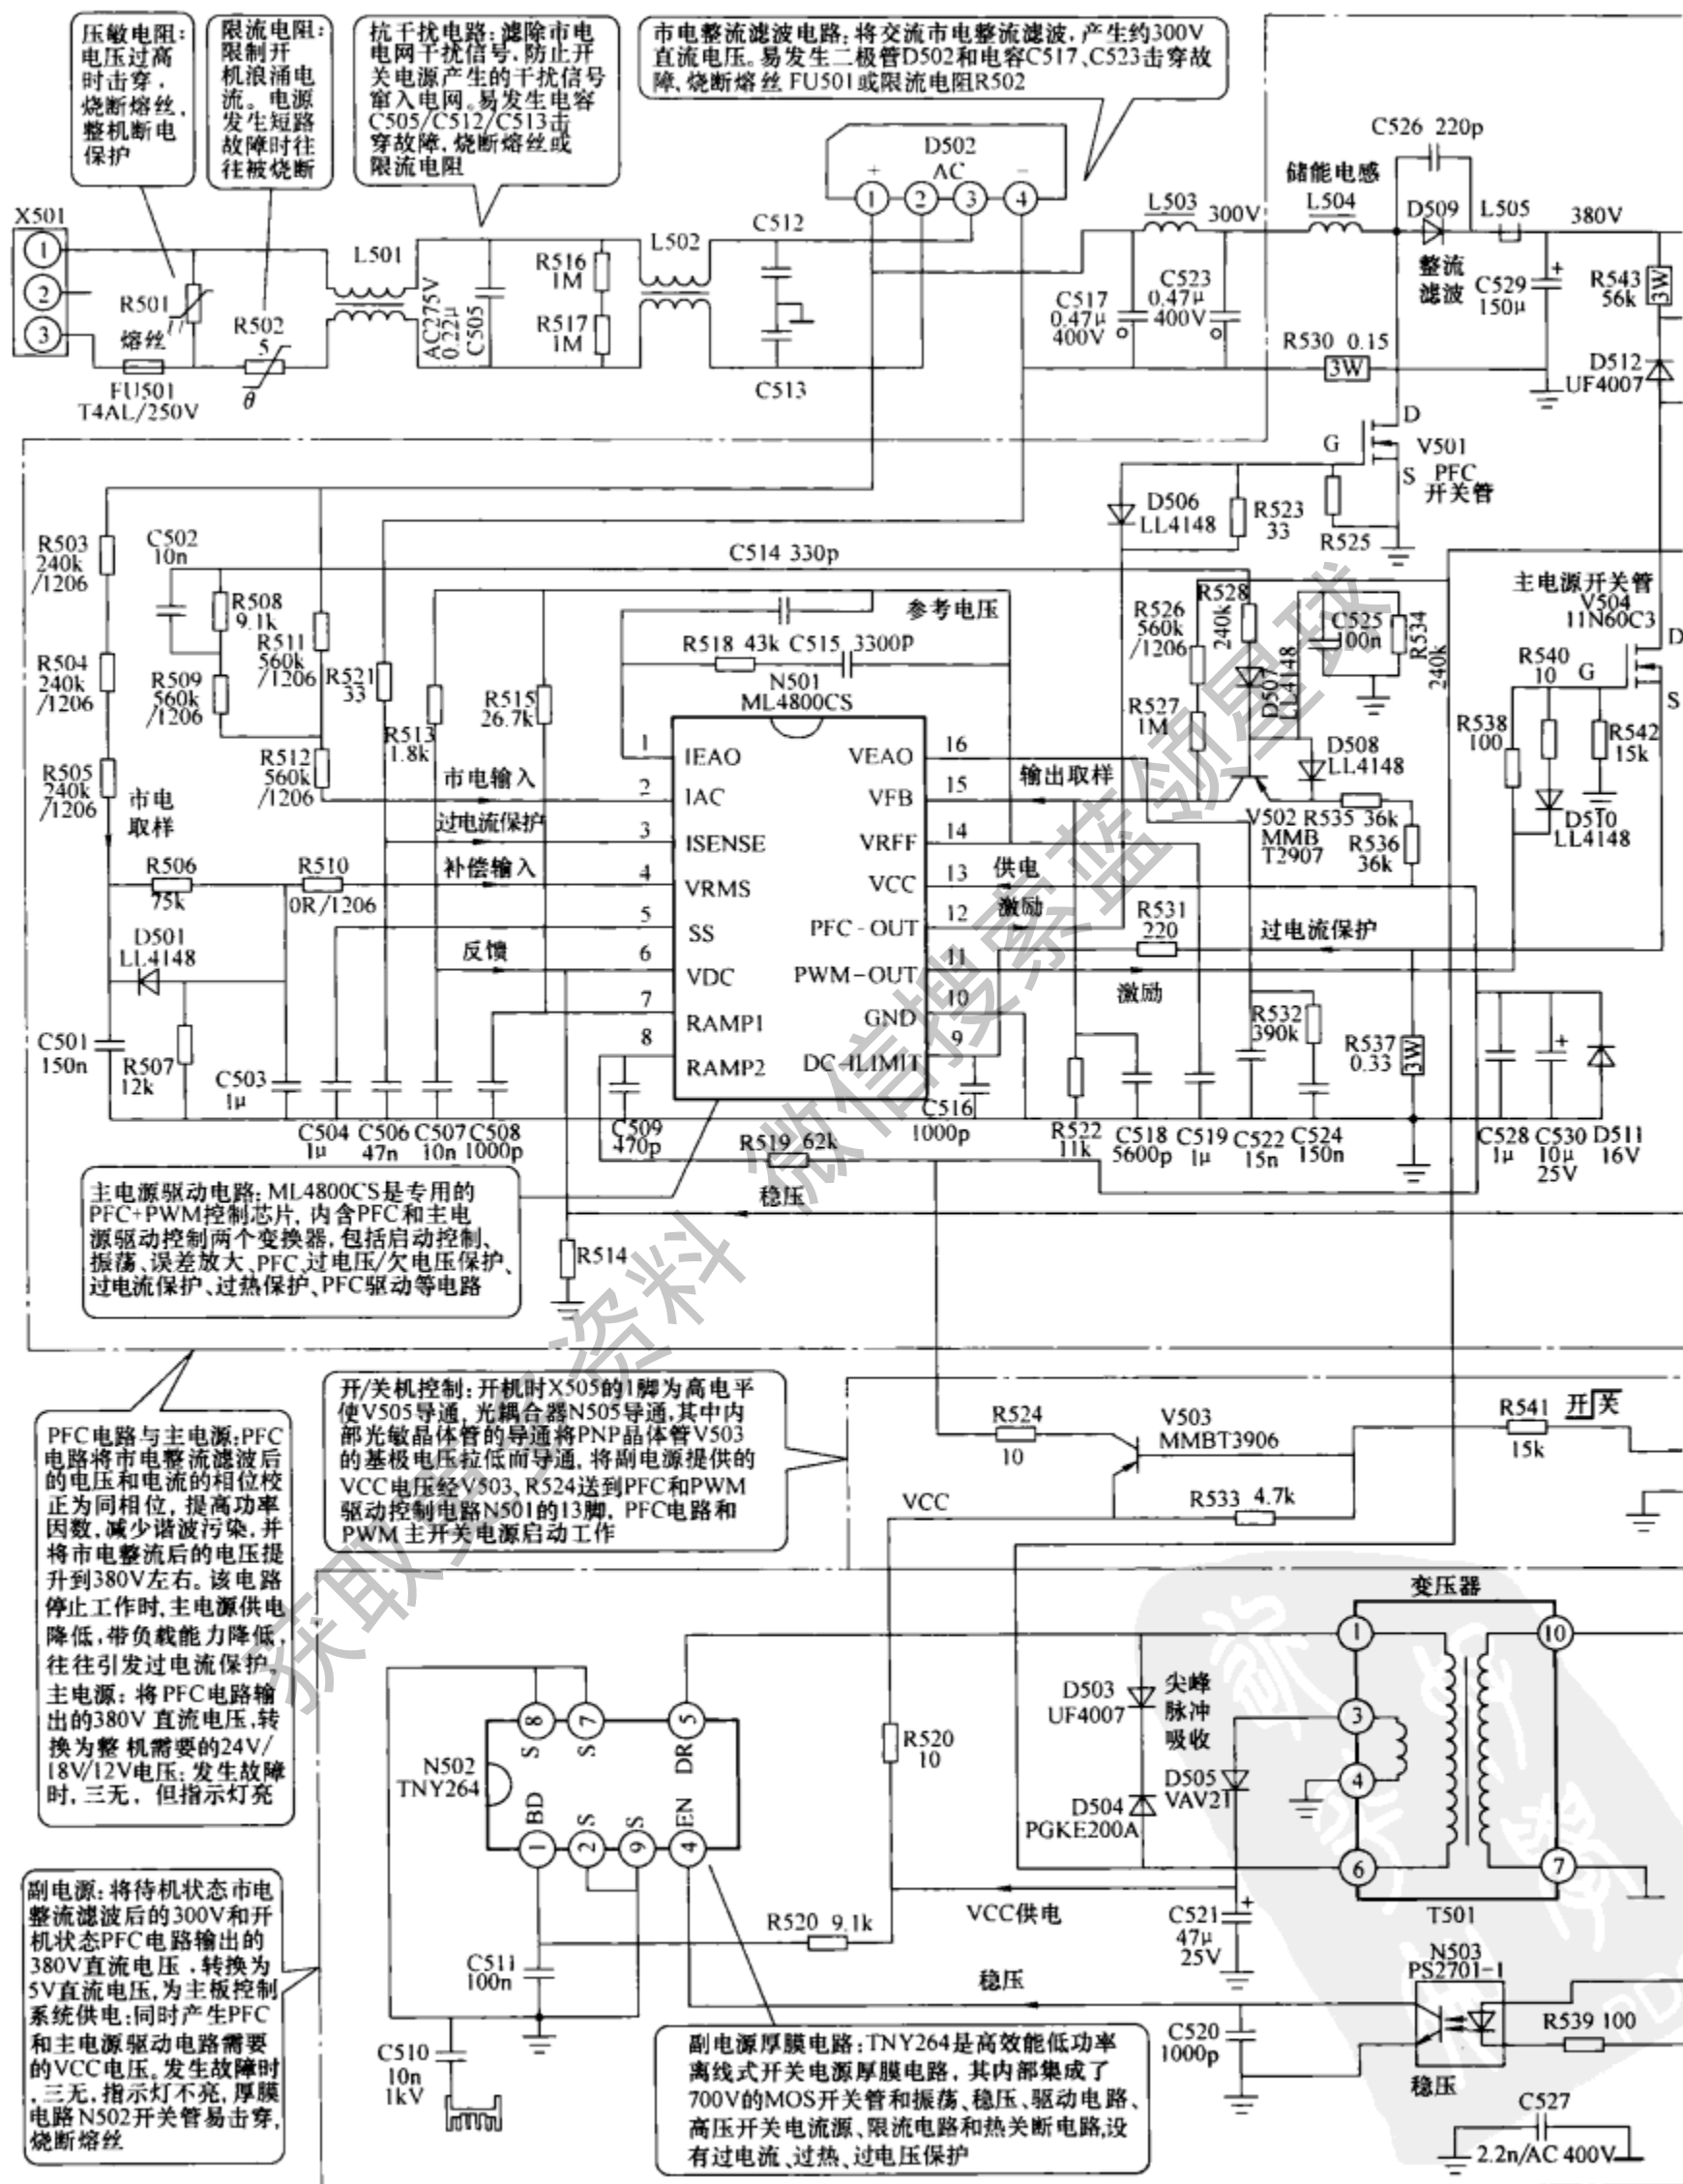 压敏电阻：
电压过高
时击穿，
烧断熔丝，
整机断电
保护
限流电阻：
限制开
机浪涌电
流。电源
发生短路
故障时往
往被烧断
抗干扰电路：滤除市电
电网干扰信号，防止开
关电源产生的干扰信号
窜入电网。易发生电容
C505/C512/C513击
穿故障，烧断熔丝或
限流电阻
市电整流滤波电路：将交流市电整流滤波，产生约300V
直流电压。易发生二极管D502和电容C517、C523击穿故
障，烧断熔丝 FU501或限流电阻R502
D502
AC
+
－
1
2
3
4
X501
1
2
3
R501
熔丝
FU501
T4AL/250V
R502
5
θ
L501
AC275V
0.22μ
C505
R516
1M
R517
1M
L502
C512
C513
L503
300V
C517
0.47μ
400V
C523
0.47μ
400V
储能电感
L504
C526 220p
D509
整流
滤波
L505
380V
C529
150μ
+
R543
56k
3W
R530 0.15
3W
D512
UF4007
D
G
S
V501
PFC
开关管
D506
LL4148
R523
33
R525
R503
240k
/1206
C502
10n
R508
9.1k
R511
560k
/1206
R504
240k
/1206
R509
560k
/1206
R521
33
R505
240k
/1206
R512
560k
/1206
R513
1.8k
R515
26.7k
C514 330p
参考电压
R518 43k C515 3300P
N501
ML4800CS
R526
560k
/1206
R528
240k
R527
1M
D507
LL4148
C525
100n
R534
240k
主电源开关管
V504
11N60C3
D
G
S
R540
10
R538
100
R542
15k
D510
LL4148
D508
LL4148
V502
MMB
T2907
R535 36k
R536
36k
市电
取样
市电输入
过电流保护
补偿输入
反馈
1
2
3
4
5
6
7
8
IEAO
IAC
ISENSE
VRMS
SS
VDC
RAMP1
RAMP2
VEAO
VFB
VRFF
VCC
PFC-OUT
PWM-OUT
GND
DC-ILIMIT
16
15
14
13
12
11
10
9
输出取样
供电
激励
激励
过电流保护
R506
75k
R510
0R/1206
D501
LL4148
C501
150n
R507
12k
C503
1μ
C504
1μ
C506
47n
C507
10n
C508
1000p
C509
470p
C516
1000p
R519 62k
R531
220
R522
11k
C518
5600p
C519
1μ
C522
15n
C524
150n
R532
390k
R537
0.33
3W
C528
1μ
C530
10μ
25V
+
D511
16V
稳压
R514
主电源驱动电路：ML4800CS是专用的
PFC+PWM控制芯片，内含PFC和主电
源驱动控制两个变换器，包括启动控制、
振荡、误差放大、PFC、过电压/欠电压保护、
过电流保护、过热保护、PFC驱动等电路
开/关机控制：开机时X505的1脚为高电平
使V505导通，光耦合器N505导通，其中内
部光敏晶体管的导通将PNP晶体管V503
的基极电压拉低而导通，将副电源提供的
VCC电压经V503、R524送到PFC和PWM
驱动控制电路N501的13脚，PFC电路和
PWM主开关电源启动工作
PFC电路与主电源：PFC
电路将市电整流滤波后
的电压和电流的相位校
正为同相位，提高功率
因数，减少谐波污染，并
将市电整流后的电压提
升到380V左右。该电路
停止工作时，主电源供电
降低，带负载能力降低，
往往引发过电流保护。
主电源：将PFC电路输
出的380V 直流电压，转
换为整 机需要的24V/
18V/12V电压；发生故障
时，三无，但指示灯亮
副电源：将待机状态市电
整流滤波后的300V和开
机状态PFC电路输出的
380V直流电压，转换为
5V直流电压，为主板控制
系统供电；同时产生PFC
和主电源驱动电路需要
的VCC电压。发生故障时
，三无，指示灯不亮，厚膜
电路N502开关管易击穿，
烧断熔丝
R524
10
V503
MMBT3906
R541
15k
开关
VCC
R533 4.7k
变压器
1
3
4
6
10
7
T501
D503
UF4007
尖峰
脉冲
吸收
D505
VAV21
D504
PGKE200A
R520
10
N502
TNY264
8
7
5
S
S
DR
BD
S
S
EN
1
2
9
4
VCC供电
R520 9.1k
C521
47μ
25V
+
C511
100n
C510
10n
1kV
稳压
N503
PS2701-1
R539 100
稳压
C520
1000p
C527
2.2n/AC 400V
副电源厚膜电路：TNY264是高效能低功率
离线式开关电源厚膜电路，其内部集成了
700V的MOS开关管和振荡、稳压、驱动电路、
高压开关电流源、限流电路和热关断电路，设
有过电流、过热、过电压保护
微信搜索蓝领星球